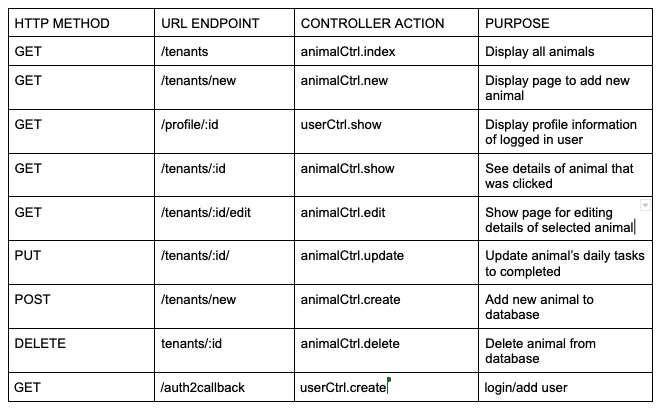 HTTP METHOD URL ENDPOINT CONTROLLER ACTION PURPOSE
GET /tenants animalCtrl.index Display all animals
GET /tenants/new animalCtrl.new Display page to add new
animal
GET /profile/:id userCtrl.show Display profile information
of logged in user
GET /tenants/:id animalCtrl.show See details of animal that
was clicked
GET /tenants/:id/edit animalCtrl.edit Show page for editing
details of selected animal
PUT /tenants/:id/ animalCtrl.update Update animal’s daily tasks
to completed
POST /tenants/new animalCtrl.create Add new animal to
database
DELETE tenants/:id animalCtrl.delete Delete animal from
database
GET /auth2callback userCtrl.create login/add user